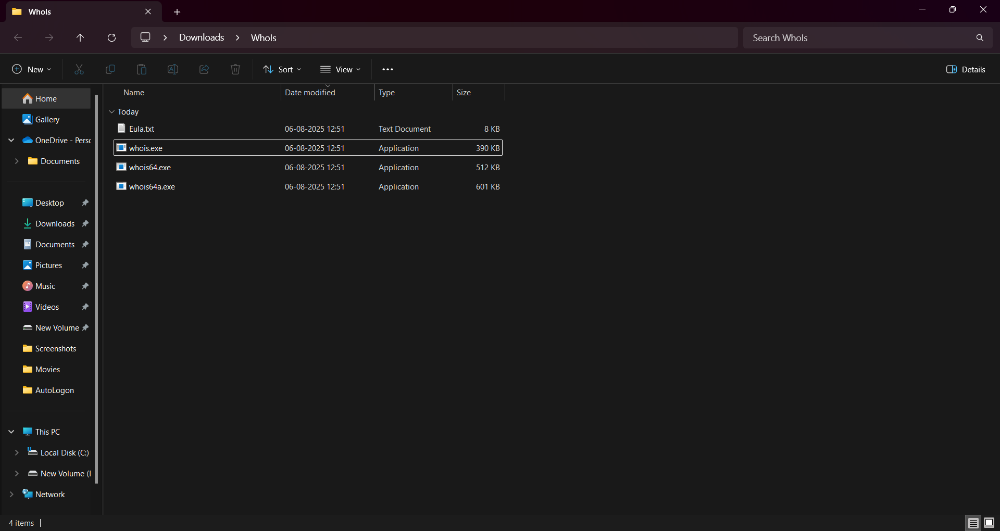 WhoIs
Downloads > WhoIs
Search WhoIs
New
Sort
View
Details
Name Date modified Type Size
Today
Eula.txt 06-08-2025 12:51 Text Document 8 KB
whois.exe 06-08-2025 12:51 Application 390 KB
whois64.exe 06-08-2025 12:51 Application 512 KB
whois64a.exe 06-08-2025 12:51 Application 601 KB
Home
Gallery
OneDrive - Persc
Documents
Desktop
Downloads
Documents
Pictures
Music
Videos
New Volume
Screenshots
Movies
AutoLogon
This PC
Local Disk (C:)
New Volume (
Network
4 items